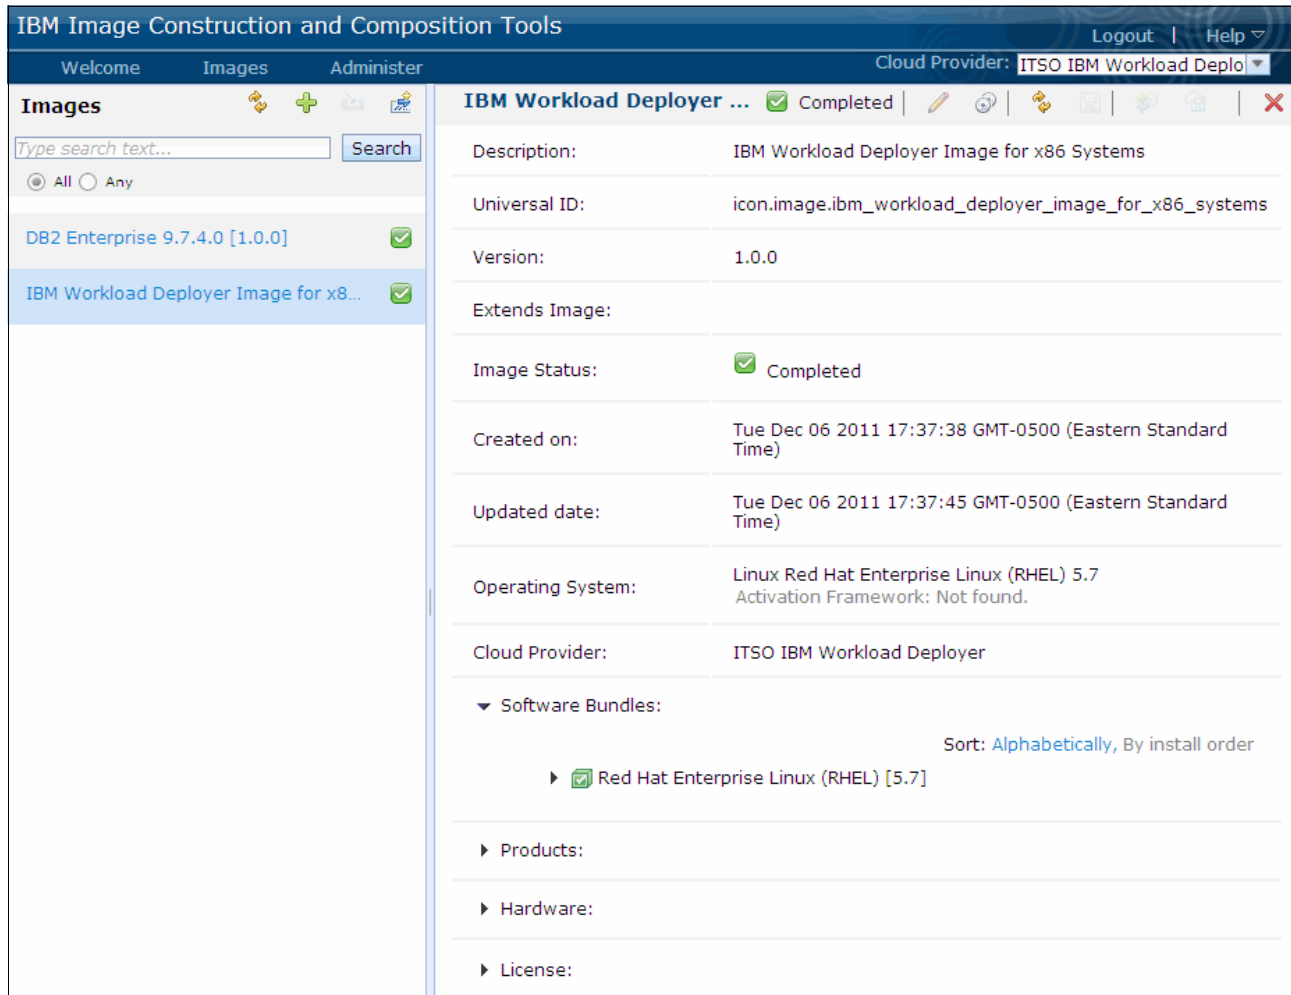 IBM Image Construction and Composition Tools
Logout | Help
Welcome Images Administer
Cloud Provider: ITSO IBM Workload Deplo
Images
Type search text...
Search
All Any
DB2 Enterprise 9.7.4.0 [1.0.0]
IBM Workload Deployer Image for x8...
IBM Workload Deployer ... Completed
Description: IBM Workload Deployer Image for x86 Systems
Universal ID: icon.image.ibm_workload_deployer_image_for_x86_systems
Version: 1.0.0
Extends Image:
Image Status: Completed
Created on: Tue Dec 06 2011 17:37:38 GMT-0500 (Eastern Standard
Time)
Updated date: Tue Dec 06 2011 17:37:45 GMT-0500 (Eastern Standard
Time)
Operating System: Linux Red Hat Enterprise Linux (RHEL) 5.7
Activation Framework: Not found.
Cloud Provider: ITSO IBM Workload Deployer
Software Bundles:
Sort: Alphabetically, By install order
Red Hat Enterprise Linux (RHEL) [5.7]
Products:
Hardware:
License: